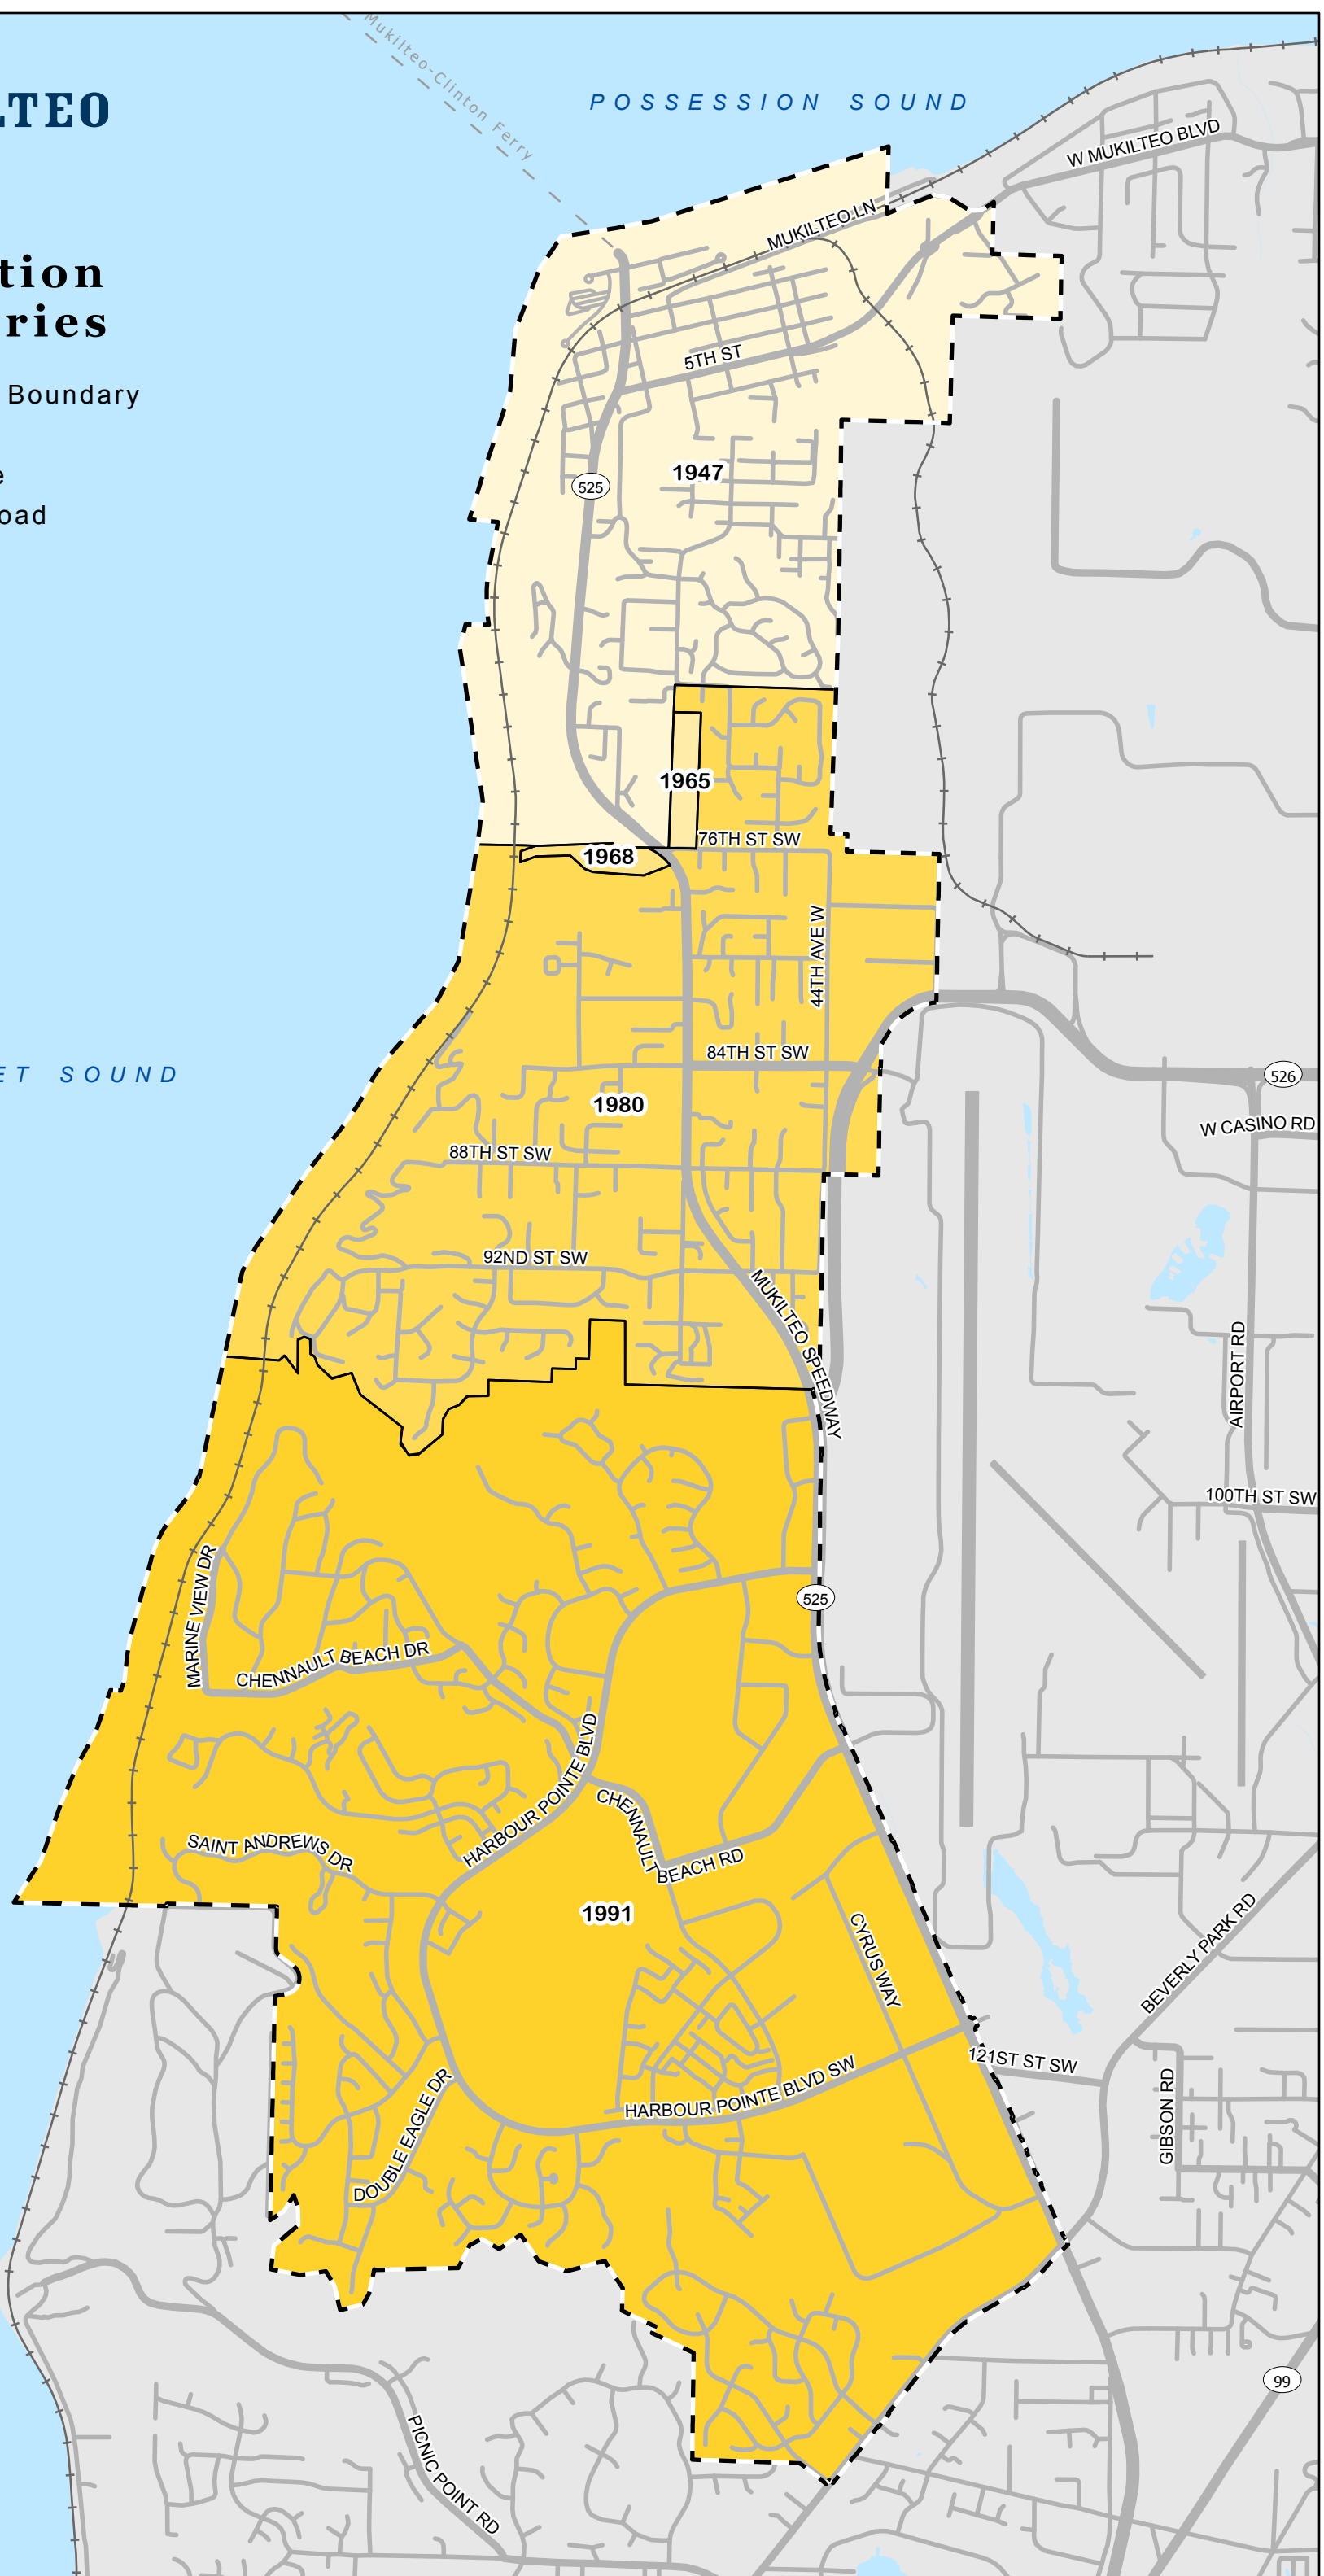 LTEO
tion
ries
Boundary
e
oad
Mukilteo-Clinton Ferry
POSSESSION SOUND
W MUKILTEO BLVD
MUKILTEO LN
5TH ST
1947
525
1965
76TH ST SW
1968
44TH AVE W
84TH ST SW
ET SOUND
526
1980
W CASINO RD
88TH ST SW
92ND ST SW
MUKILTEO SPEEDWAY
AIRPORT RD
100TH ST SW
525
MARINE VIEW DR
CHENNAULT BEACH DR
HARBOUR POINTE BLVD
CHENNAULT
BEACH RD
SAINT ANDREWS DR
1991
CYRUS WAY
BEVERLY PARK RD
121ST ST SW
HARBOUR POINTE BLVD SW
DOUBLE EAGLE DR
GIBSON RD
99
PICNIC POINT RD